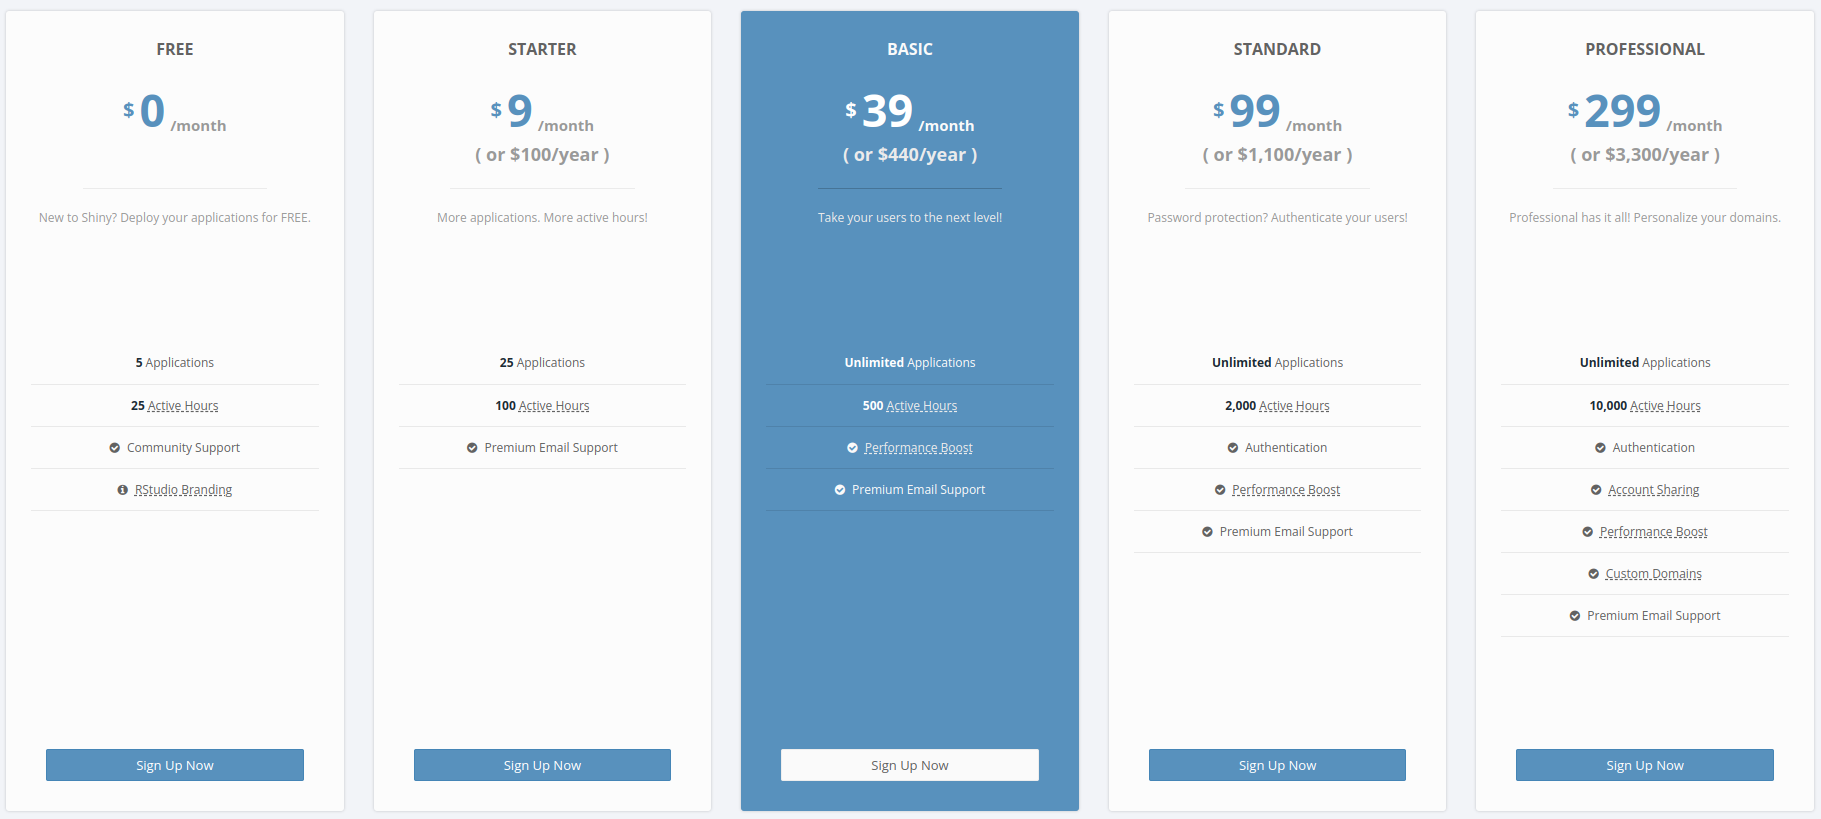 FREE
$ 0 /month
New to Shiny? Deploy your applications for FREE.
5 Applications
25 Active Hours
Community Support
RStudio Branding
Sign Up Now
STARTER
$ 9 /month
( or $100/year )
More applications. More active hours!
25 Applications
100 Active Hours
Premium Email Support
Sign Up Now
BASIC
$ 39 /month
( or $440/year )
Take your users to the next level!
Unlimited Applications
500 Active Hours
Performance Boost
Premium Email Support
Sign Up Now
STANDARD
$ 99 /month
( or $1,100/year )
Password protection? Authenticate your users!
Unlimited Applications
2,000 Active Hours
Authentication
Performance Boost
Premium Email Support
Sign Up Now
PROFESSIONAL
$ 299 /month
( or $3,300/year )
Professional has it all! Personalize your domains.
Unlimited Applications
10,000 Active Hours
Authentication
Account Sharing
Performance Boost
Custom Domains
Premium Email Support
Sign Up Now